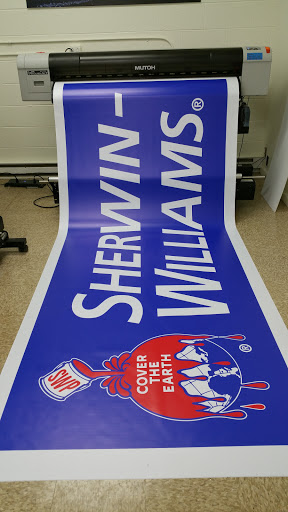 MUTOH
SHERWIN-
WILLIAMS®
SWP
COVER
THE
EARTH
®